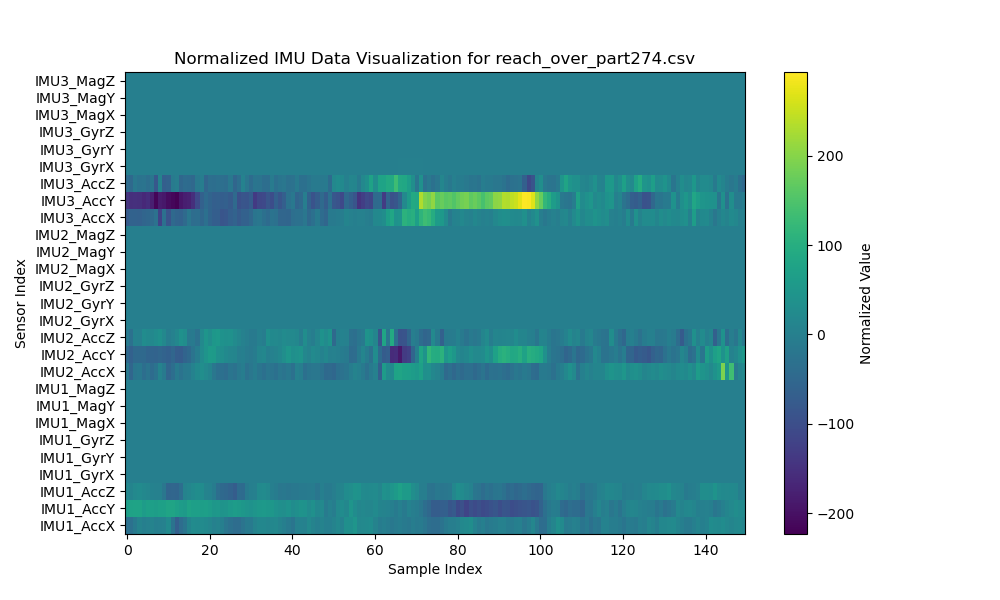 Normalized IMU Data Visualization for reach_over_part274.csv
IMU3_MagZ
IMU3_MagY
IMU3_MagX
IMU3_GyrZ
IMU3_GyrY
IMU3_GyrX
IMU3_AccZ
IMU3_AccY
IMU3_AccX
IMU2_MagZ
IMU2_MagY
IMU2_MagX
IMU2_GyrZ
IMU2_GyrY
IMU2_GyrX
IMU2_AccZ
IMU2_AccY
IMU2_AccX
IMU1_MagZ
IMU1_MagY
IMU1_MagX
IMU1_GyrZ
IMU1_GyrY
IMU1_GyrX
IMU1_AccZ
IMU1_AccY
IMU1_AccX
Sensor Index
0 20 40 60 80 100 120 140
Sample Index
200
100
0
−100
−200
Normalized Value